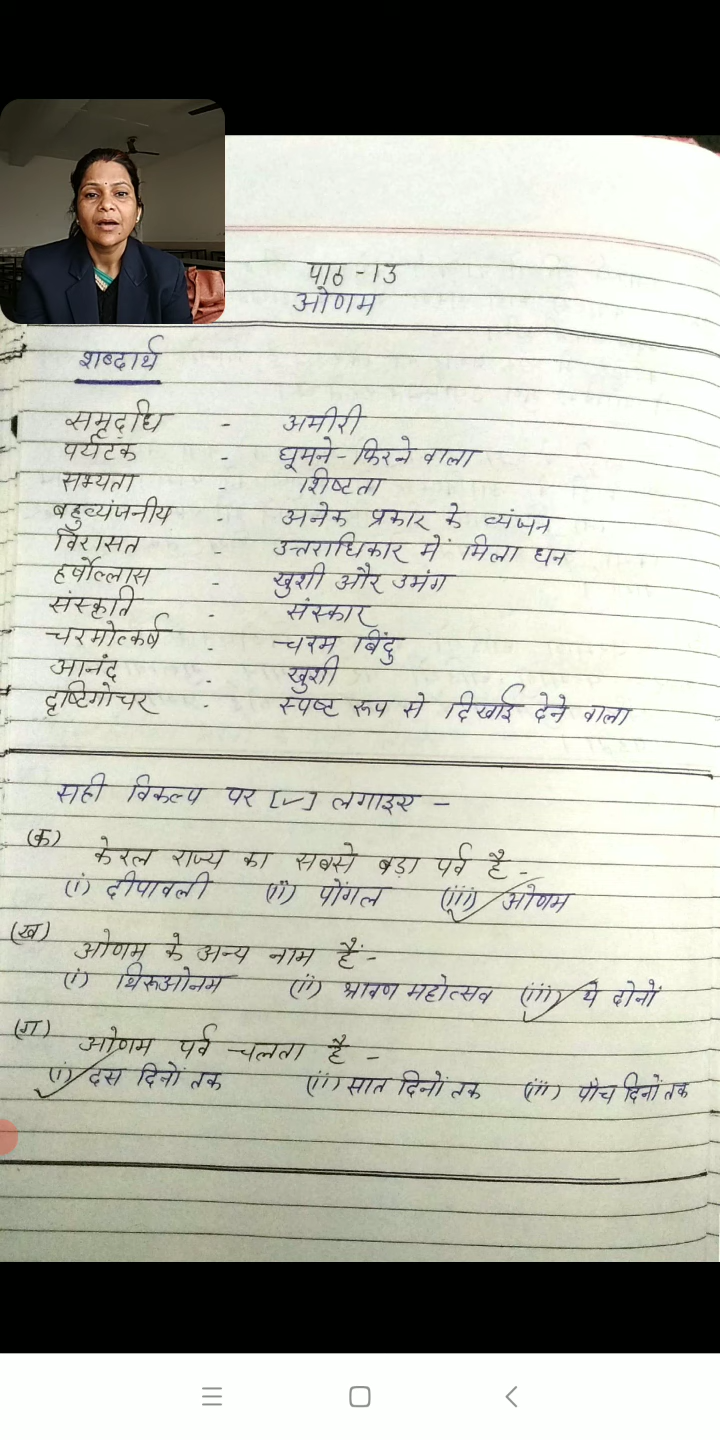 पाठ - 13
ओणम
शब्दार्थ
समृद्धि - अमीरी
पर्यटक - घूमने-फिरने वाला
सभ्यता - शिष्टता
बहुव्यंजनीय - अनेक प्रकार के व्यंजन
विरासत - उत्तराधिकार में मिला धन
हर्षोल्लास - खुशी और उमंग
संस्कृति - संस्कार
चरमोत्कर्ष - चरम बिंदु
आनंद - खुशी
दृष्टिगोचर - स्पष्ट रूप से दिखाई देने वाला
सही विकल्प पर [✓] लगाइए -
(क) केरल राज्य का सबसे बड़ा पर्व है -
(i) दीपावली (ii) पोंगल (iii) ✓ ओणम
(ख) ओणम के अन्य नाम हैं -
(i) थिरूओनम (ii) श्रावण महोत्सव (iii) ✓ ये दोनों
(ग) ओणम पर्व चलता है -
(i) ✓ दस दिनों तक (ii) सात दिनों तक (iii) पाँच दिनों तक